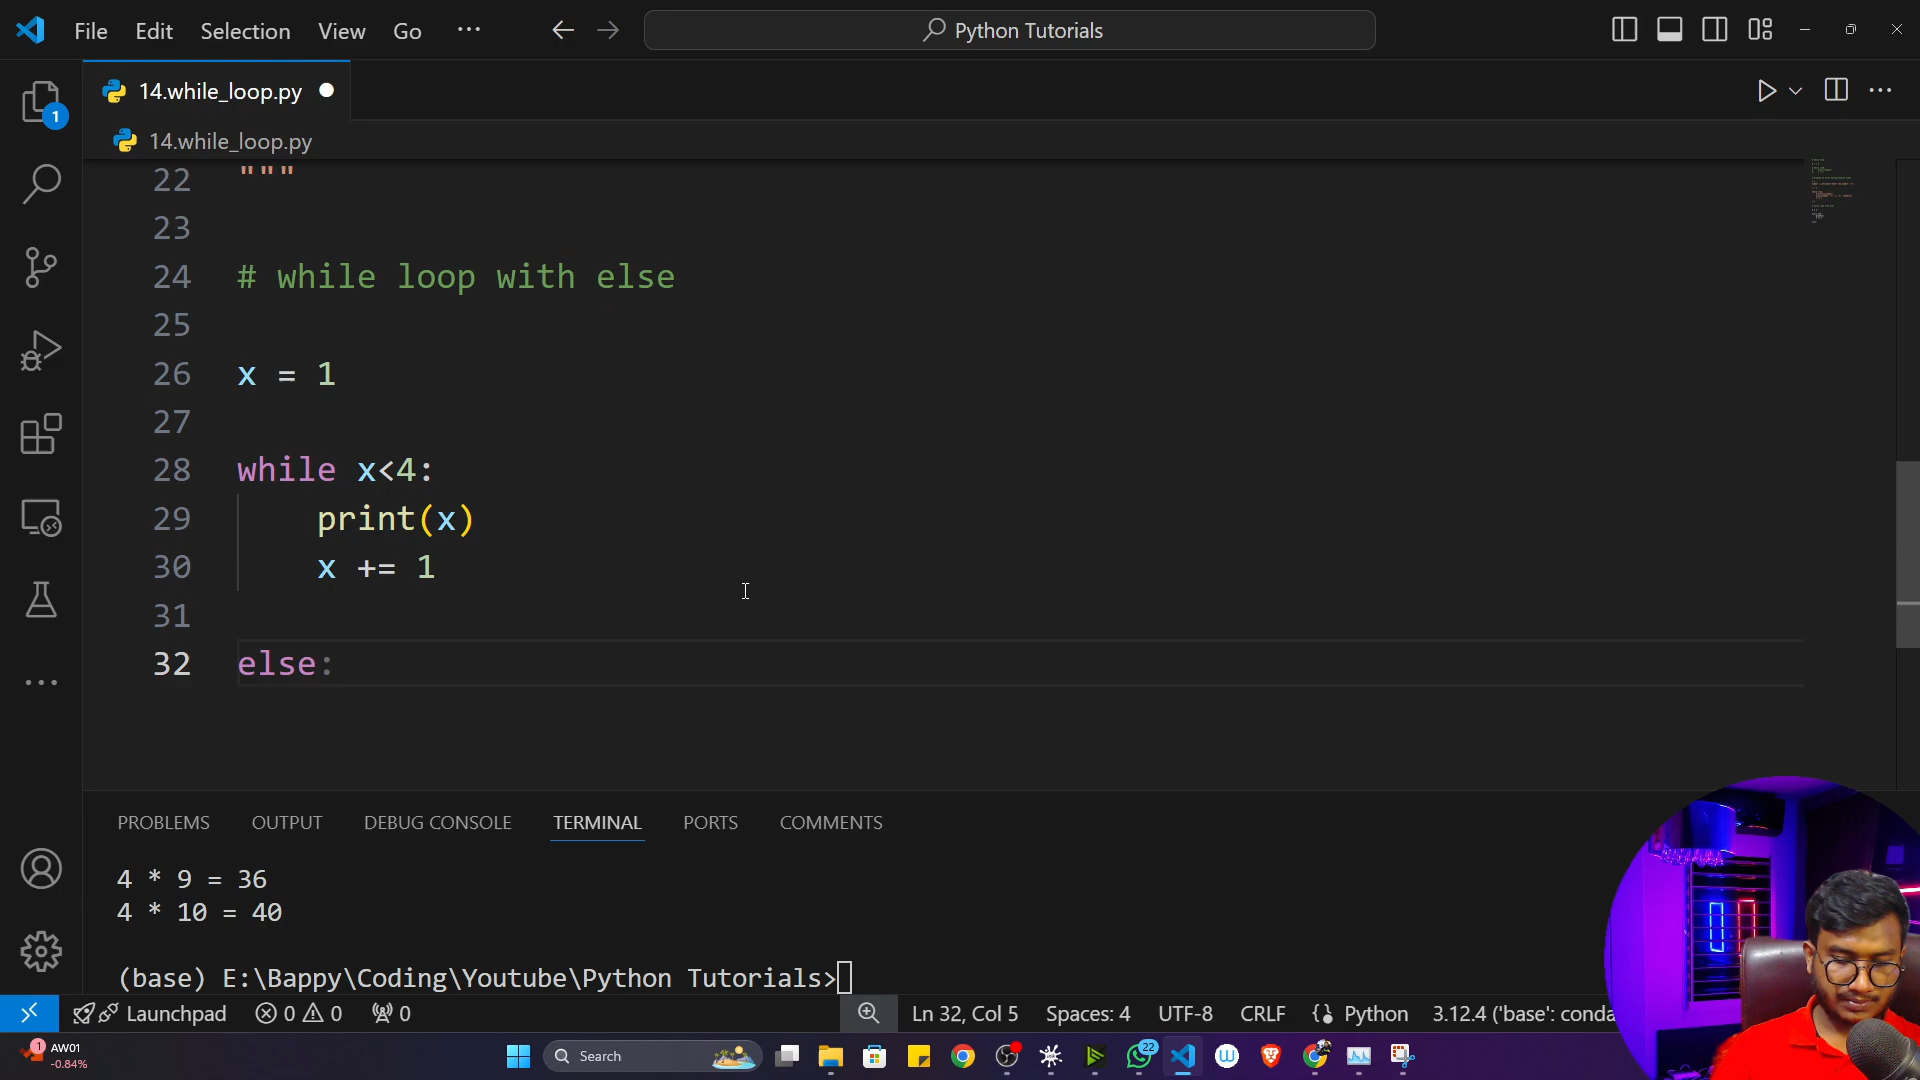 File Edit Selection View Go ··· Python Tutorials
14.while_loop.py
14.while_loop.py
1
22 """
23
24 # while loop with else
25
26 x = 1
27
28 while x<4:
29 print(x)
30 x += 1
31
32 else:
PROBLEMS OUTPUT DEBUG CONSOLE TERMINAL PORTS COMMENTS
4 * 9 = 36
4 * 10 = 40
(base) E:\Bappy\Coding\Youtube\Python Tutorials>
Launchpad 0 0 0 Ln 32, Col 5 Spaces: 4 UTF-8 CRLF {} Python 3.12.4 ('base': conda
1 AW01 Search 22
-0.84%